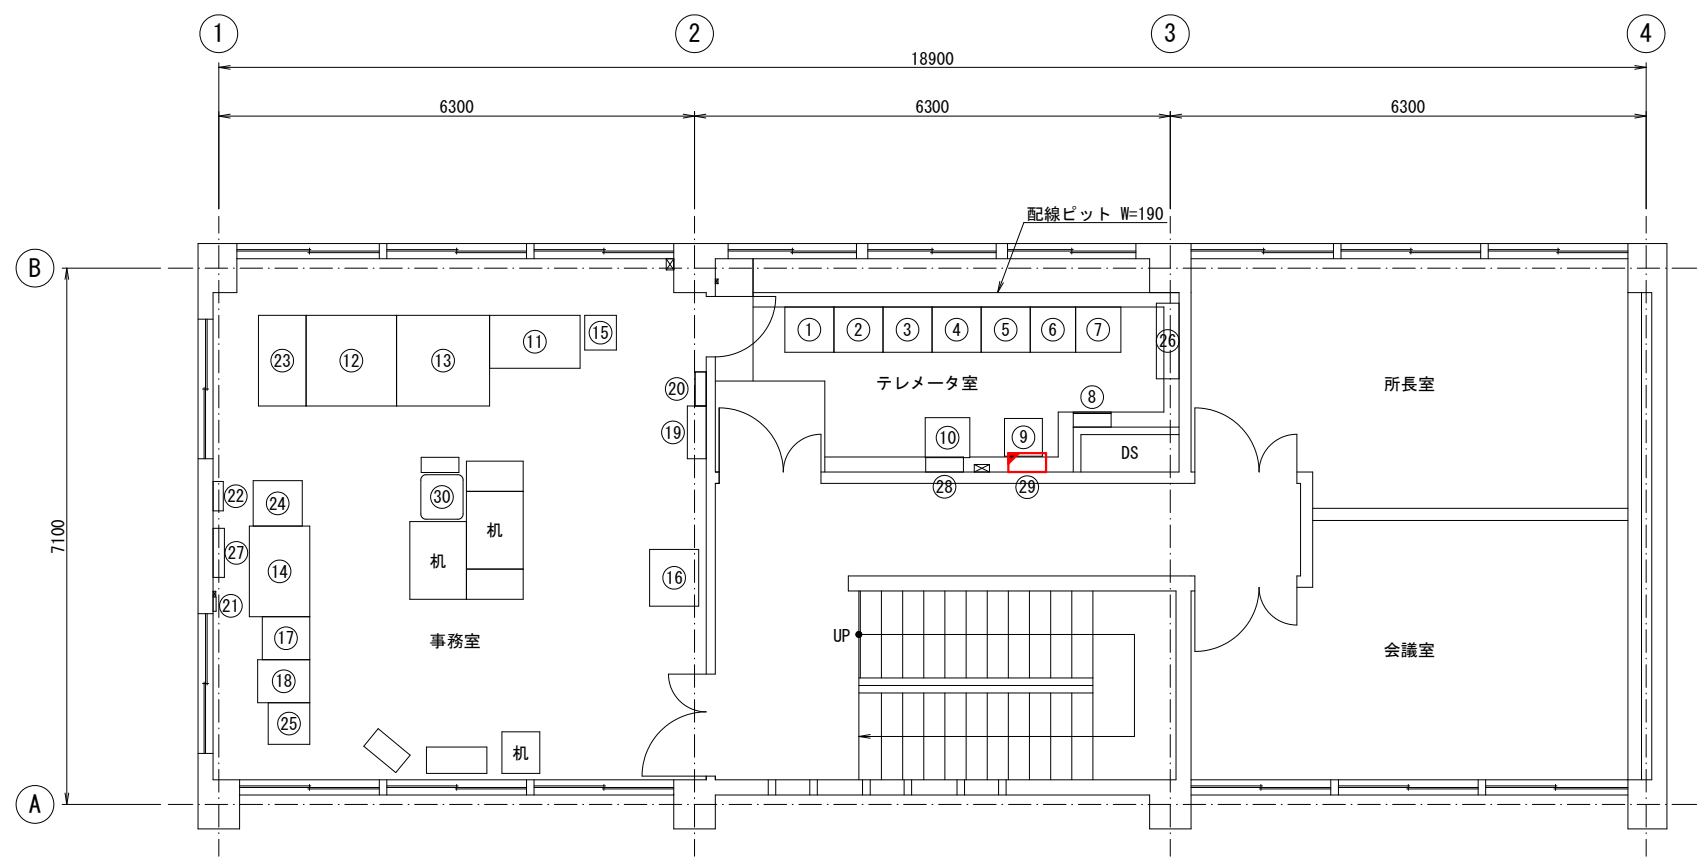 1 2 3 4
18900
6300 6300 6300
配線ピット W=190
B
① ② ③ ④ ⑤ ⑥ ⑦ ㉖
㉓ ⑫ ⑬ ⑪ ⑮
テレメータ室
所長室
⑳
⑧
⑲
⑩ ⑨ DS
㉒ ㉔ ㉚ ㉘ ㉙
机
7100
㉗ ⑭ 机 ⑯
㉑
⑰ 事務室 UP
会議室
⑱
㉕
机
A